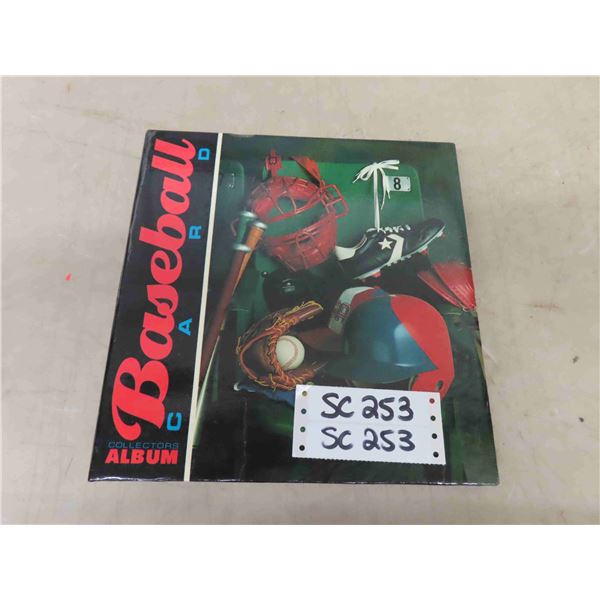 Baseball
CARD
COLLECTORS
ALBUM
8
SC 253
SC 253